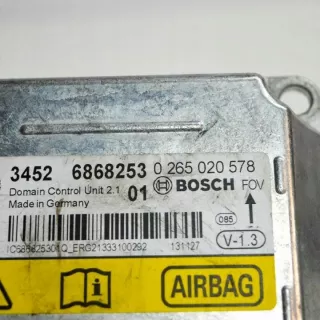 3452 6868253 0 265 020 578
Domain Control Unit 2.1 01 BOSCH FOV
Made in Germany
085
V-1.3
IC686825301Q_ERG21333100292 131127
AIRBAG